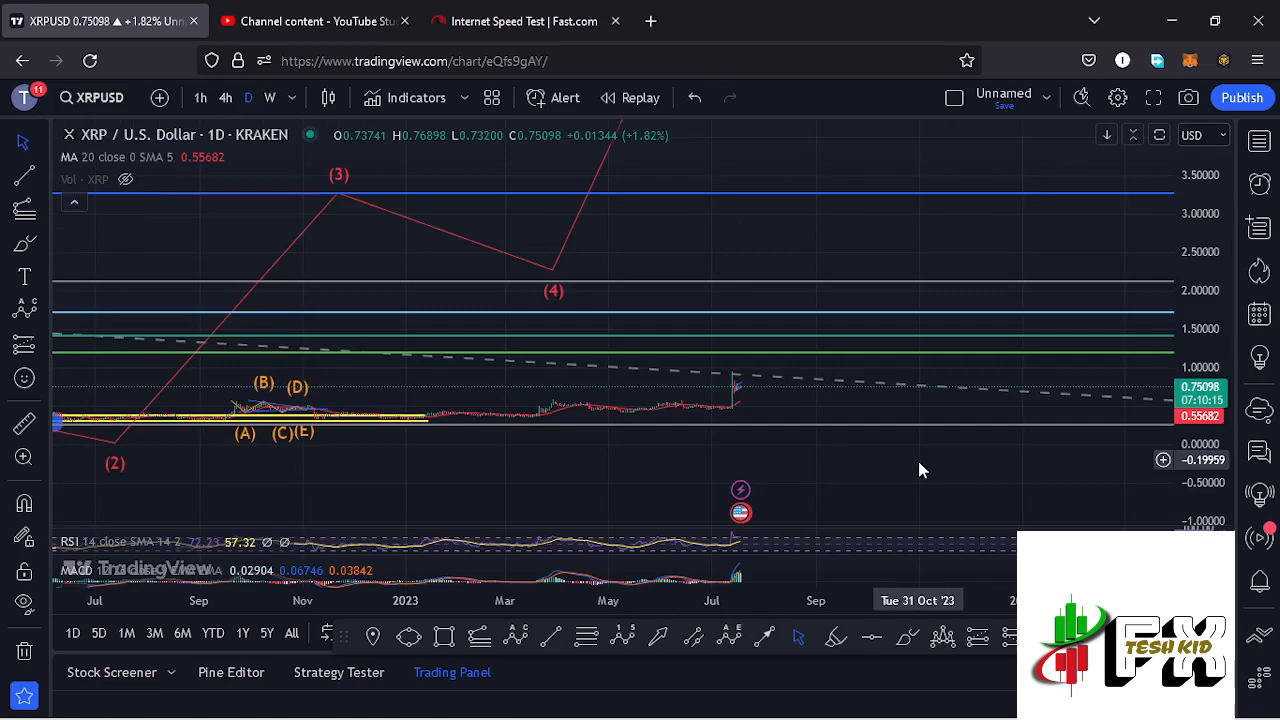 XRPUSD 0.75098 ▲ +1.82% Unn
Channel content - YouTube Stu
Internet Speed Test | Fast.com
https://www.tradingview.com/chart/eQfs9gAY/
T
11
XRPUSD
1h
4h
D
W
Indicators
Alert
Replay
Unnamed
Save
Publish
XRP / U.S. Dollar · 1D · KRAKEN
O0.73741 H0.76898 L0.73200 C0.75098 +0.01344 (+1.82%)
USD
MA 20 close 0 SMA 5 0.55682
Vol · XRP
3.50000
3.00000
2.50000
2.00000
1.50000
1.00000
0.75098
07:10:15
0.55682
0.00000
−0.19959
−0.50000
−1.00000
(3)
(4)
(B)
(D)
(A)
(C)
(E)
(2)
RSI 14 close SMA 14 2 72.23 57.32 ∅ ∅
TradingView
MACD
0.02904 0.06746 0.03842
Jul
Sep
Nov
2023
Mar
May
Jul
Sep
Tue 31 Oct '23
1D
5D
1M
3M
6M
YTD
1Y
5Y
All
Stock Screener
Pine Editor
Strategy Tester
Trading Panel
FX
TESH KID